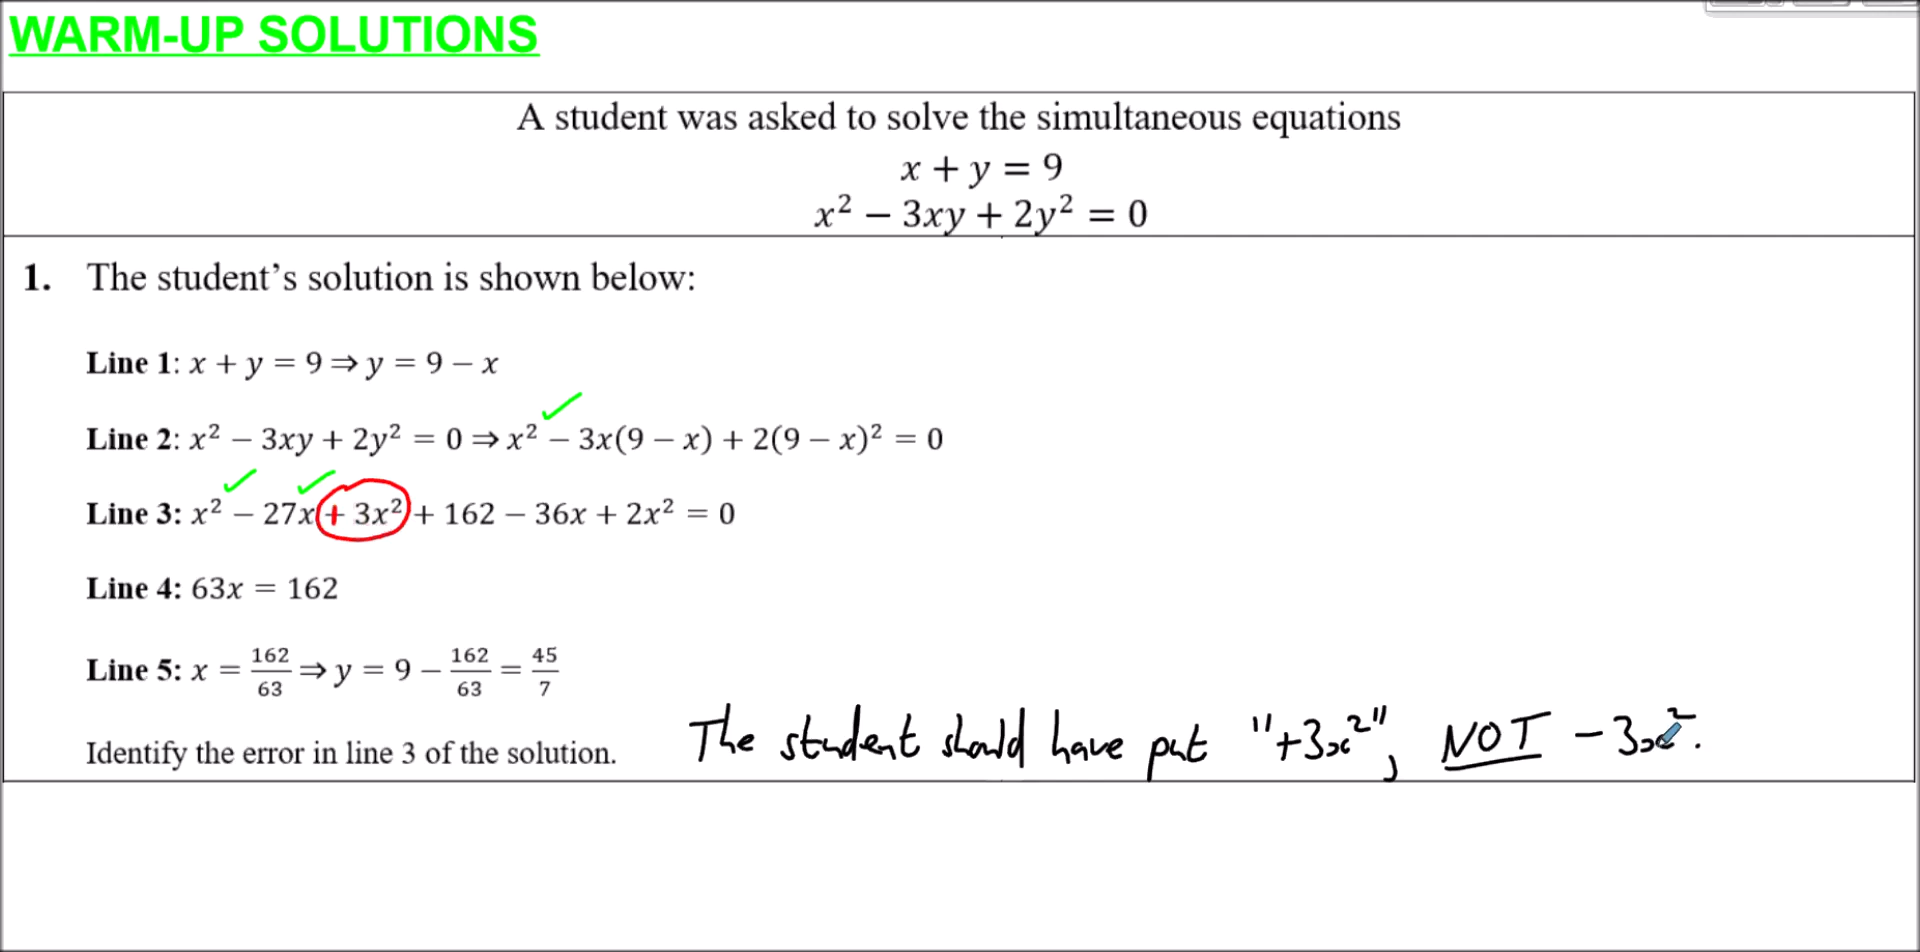 WARM-UP SOLUTIONS
A student was asked to solve the simultaneous equations
x + y = 9
x² − 3xy + 2y² = 0
1. The student’s solution is shown below:
Line 1: x + y = 9 ⇒ y = 9 − x
Line 2: x² − 3xy + 2y² = 0 ⇒ x² − 3x(9 − x) + 2(9 − x)² = 0
Line 3: x² − 27x + 3x² + 162 − 36x + 2x² = 0
Line 4: 63x = 162
Line 5: x = 162/63 ⇒ y = 9 − 162/63 = 45/7
Identify the error in line 3 of the solution. The student should have put "+3x²", NOT −3x².